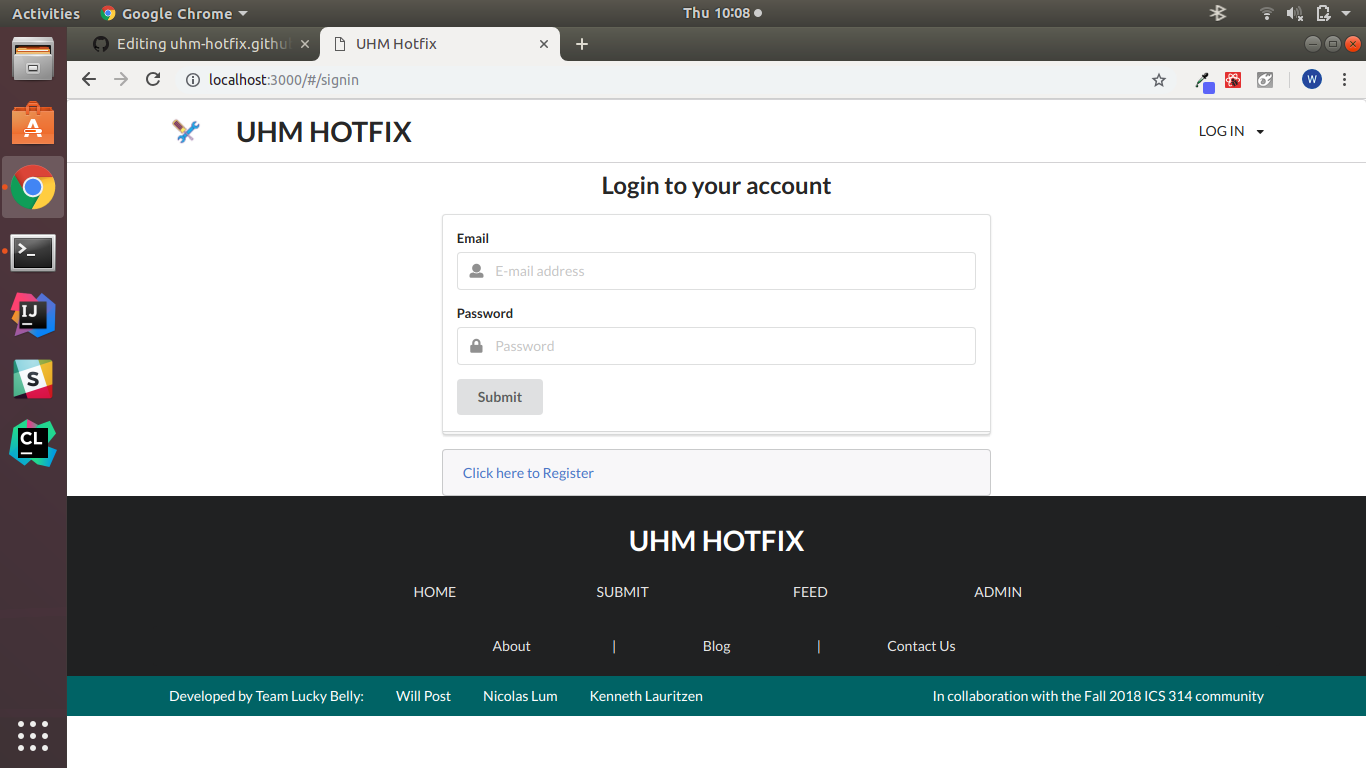 Activities Google Chrome Thu 10:08
Editing uhm-hotfix.github UHM Hotfix
localhost:3000/#/signin W
UHM HOTFIX LOG IN
Login to your account
Email
E-mail address
Password
Password
Submit
Click here to Register
UHM HOTFIX
HOME SUBMIT FEED ADMIN
About | Blog | Contact Us
Developed by Team Lucky Belly: Will Post Nicolas Lum Kenneth Lauritzen In collaboration with the Fall 2018 ICS 314 community
A
>_
IJ
S
CL